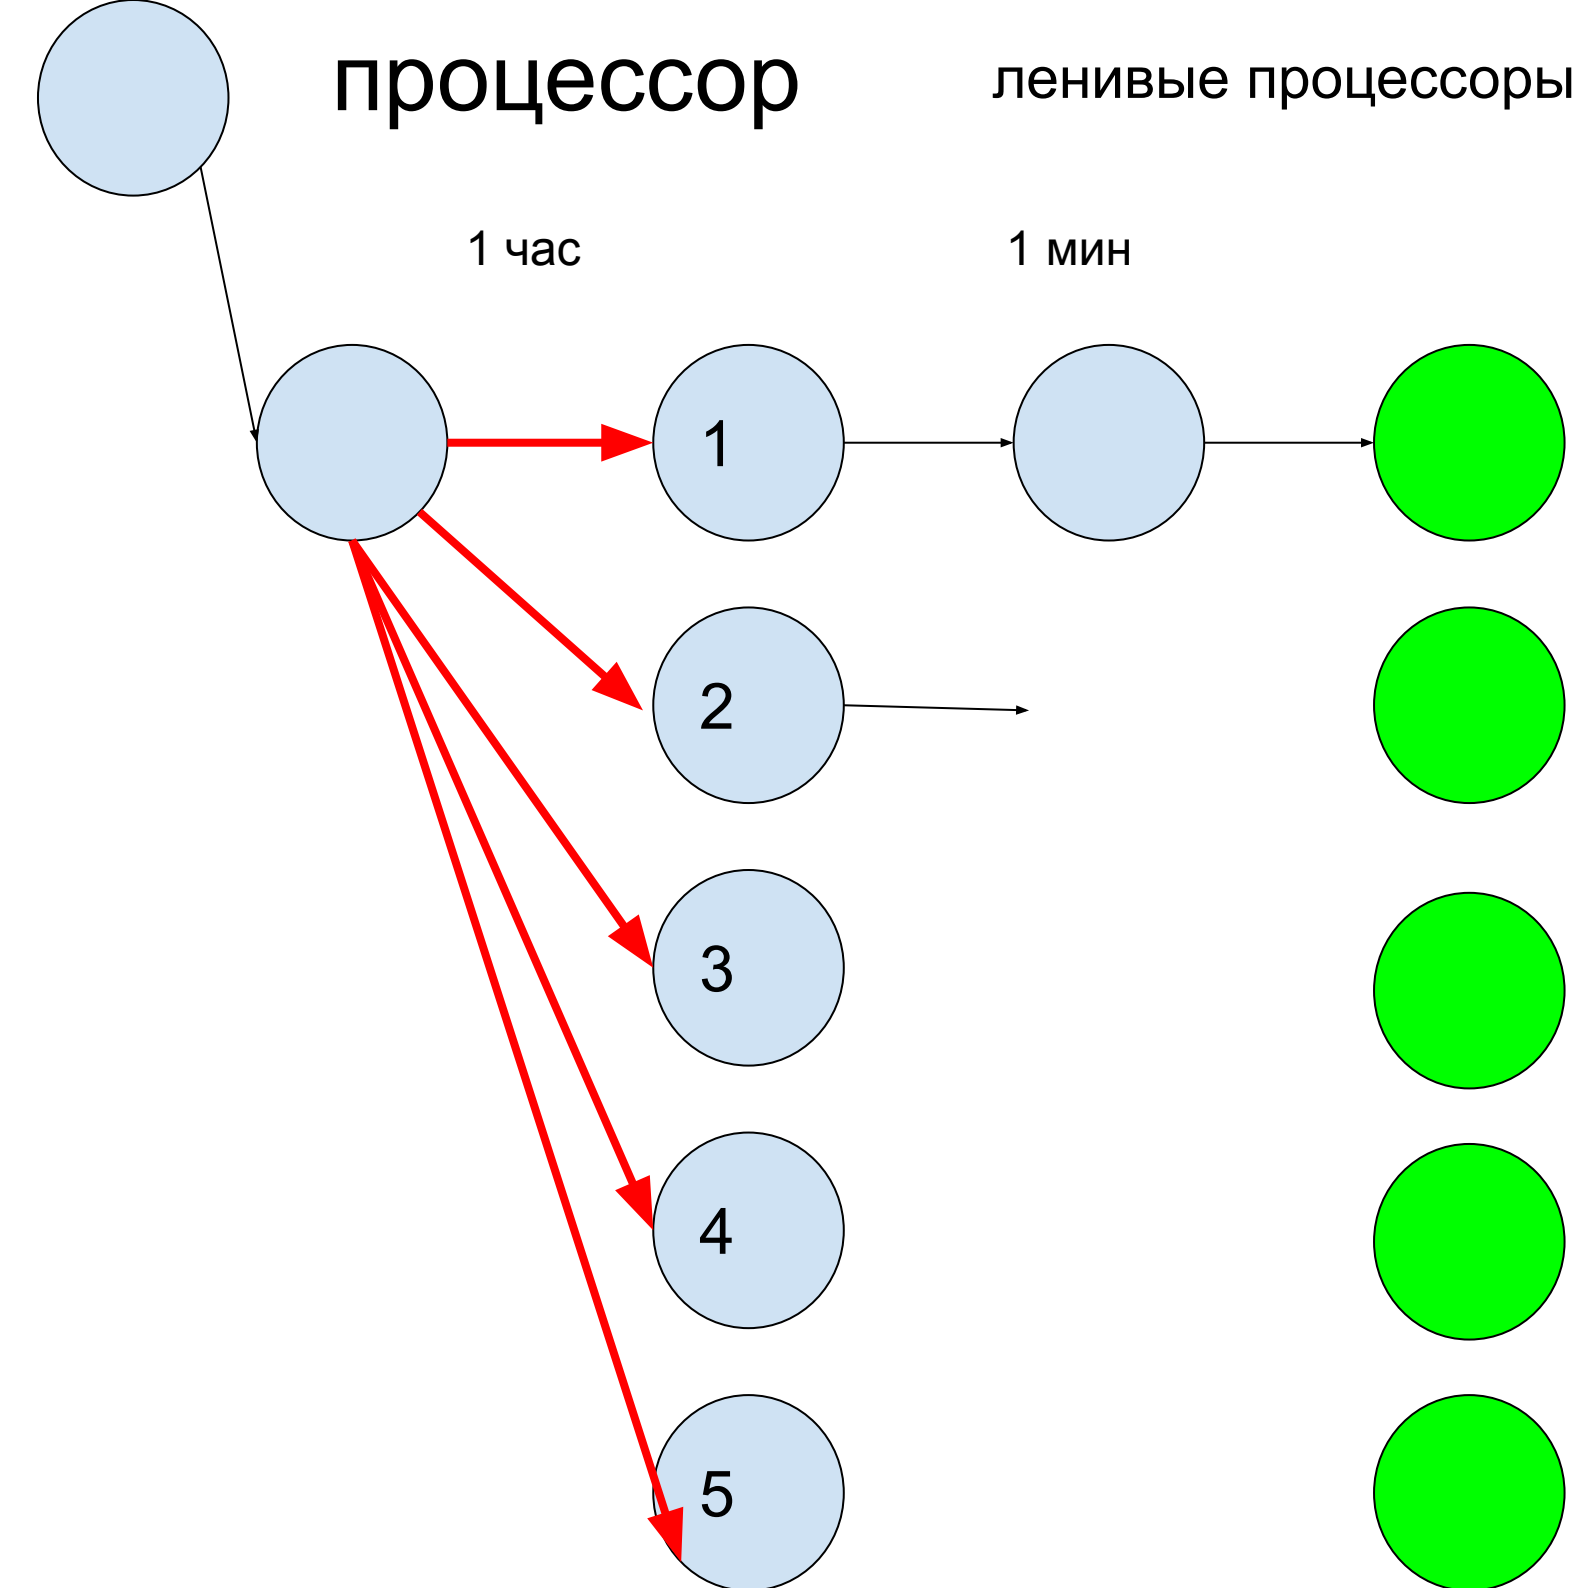 процессор
ленивые процессоры
1 час
1 мин
1
2
3
4
5